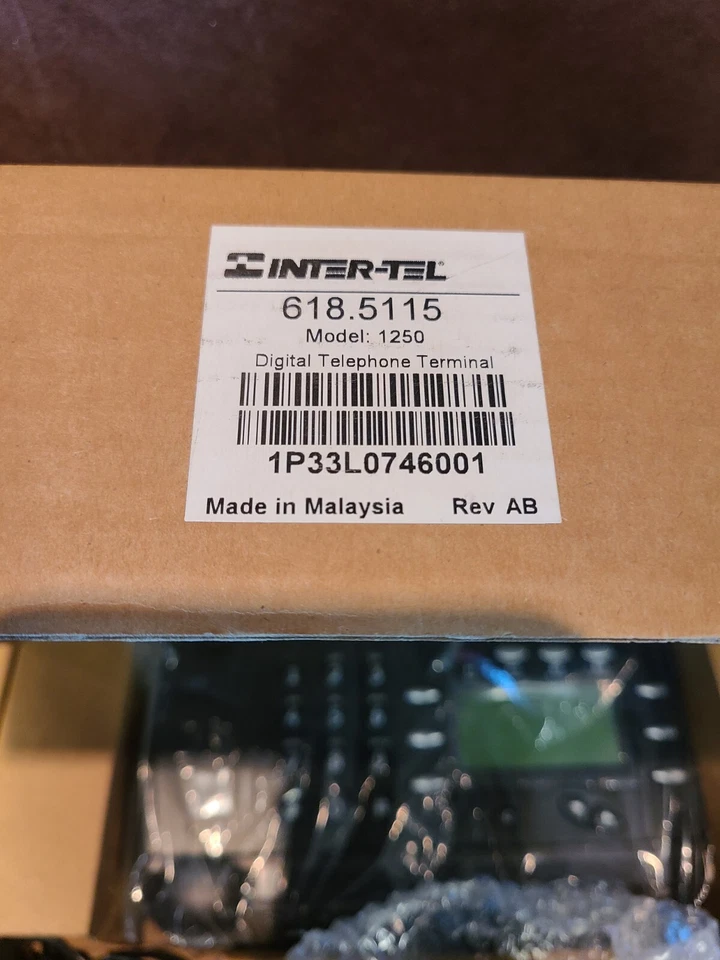 INTER-TEL®
618.5115
Model: 1250
Digital Telephone Terminal
1P33L0746001
Made in Malaysia Rev AB